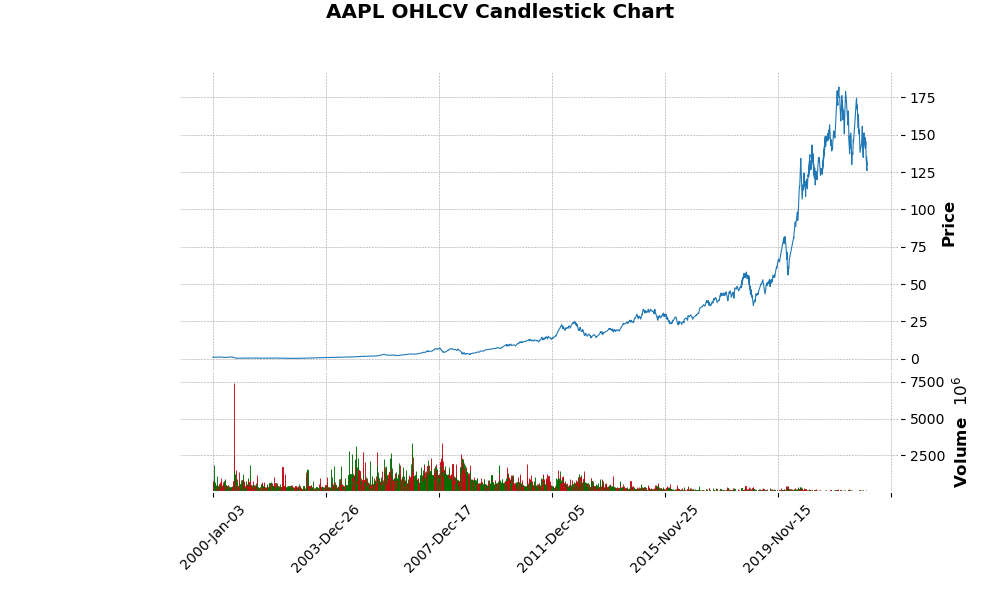 AAPL OHLCV Candlestick Chart
175
150
125
100
75
50
25
0
Price
7500
5000
2500
Volume 10^6
2000-Jan-03
2003-Dec-26
2007-Dec-17
2011-Dec-05
2015-Nov-25
2019-Nov-15